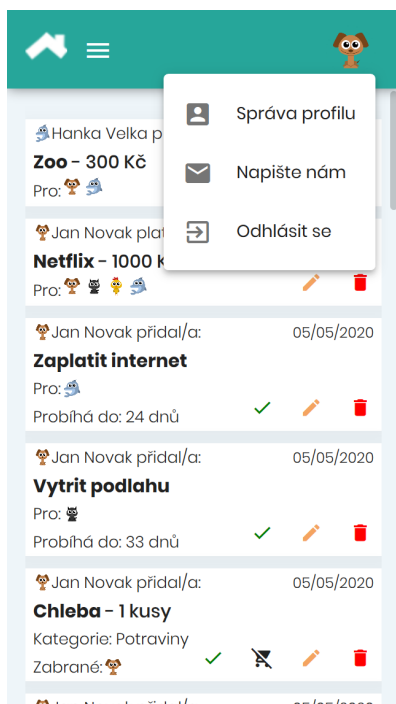 Správa profilu
Napište nám
Odhlásit se
Hanka Velka
Zoo - 300 Kč
Pro:
Jan Novak
Netflix - 1000
Pro:
Jan Novak přidal/a:
05/05/2020
Zaplatit internet
Pro:
Probíhá do: 24 dnů
Jan Novak přidal/a:
05/05/2020
Vytrit podlahu
Pro:
Probíhá do: 33 dnů
Jan Novak přidal/a:
05/05/2020
Chleba - 1 kusy
Kategorie: Potraviny
Zabrané: